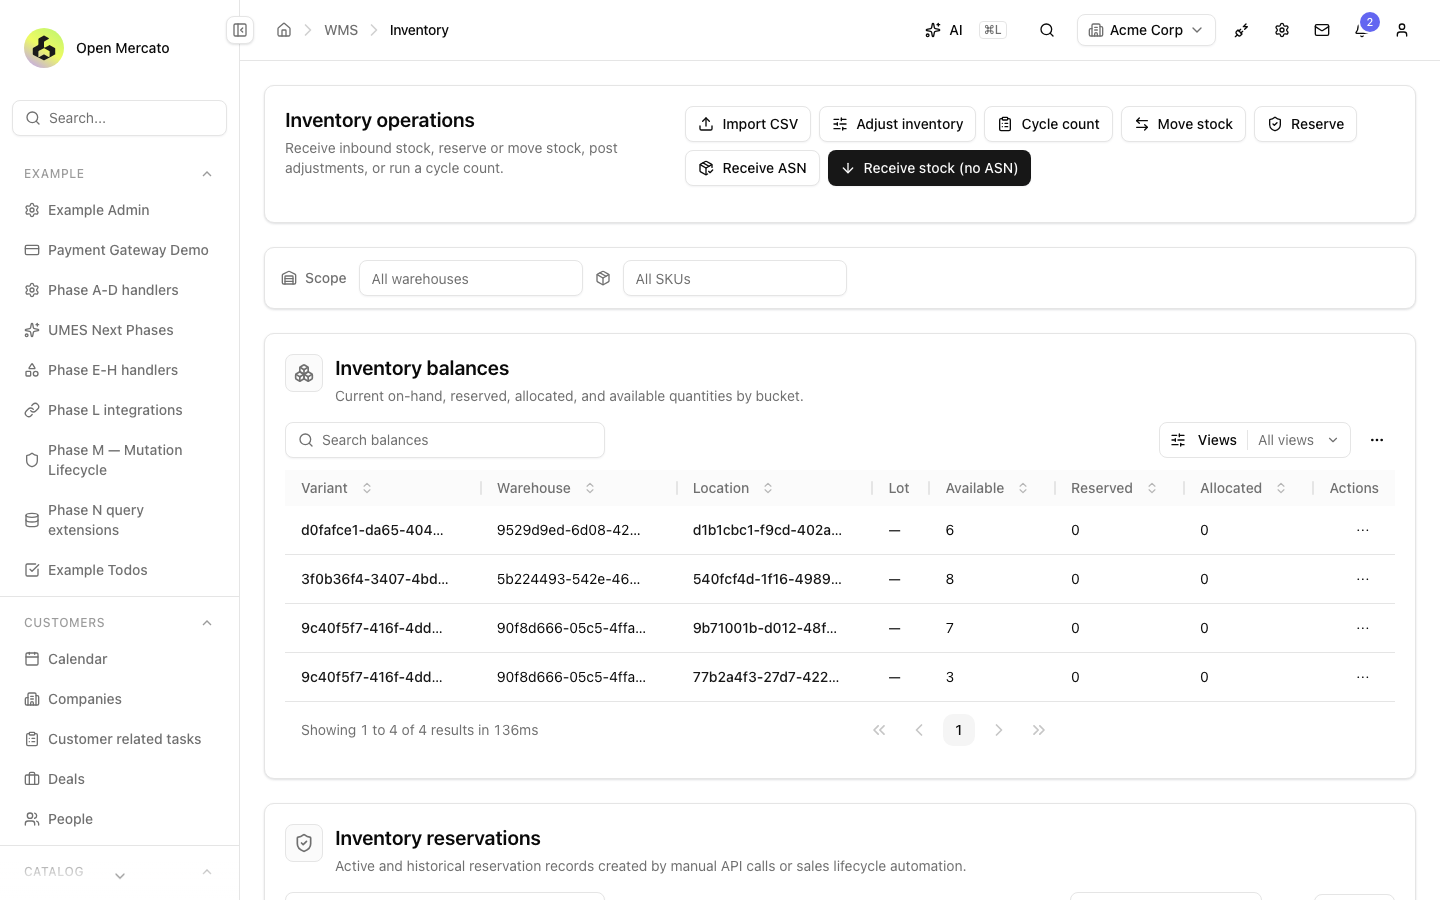 Open Mercato
WMS
Inventory
AI
⌘L
Acme Corp
2
Search...
EXAMPLE
Example Admin
Payment Gateway Demo
Phase A-D handlers
UMES Next Phases
Phase E-H handlers
Phase L integrations
Phase M — Mutation
Lifecycle
Phase N query
extensions
Example Todos
CUSTOMERS
Calendar
Companies
Customer related tasks
Deals
People
CATALOG
Inventory operations
Receive inbound stock, reserve or move stock, post
adjustments, or run a cycle count.
Import CSV
Adjust inventory
Cycle count
Move stock
Reserve
Receive ASN
Receive stock (no ASN)
Scope
All warehouses
All SKUs
Inventory balances
Current on-hand, reserved, allocated, and available quantities by bucket.
Search balances
Views
All views
Variant Warehouse Location Lot Available Reserved Allocated Actions
d0fafce1-da65-404... 9529d9ed-6d08-42... d1b1cbc1-f9cd-402a... — 6 0 0
3f0b36f4-3407-4bd... 5b224493-542e-46... 540fcf4d-1f16-4989... — 8 0 0
9c40f5f7-416f-4dd... 90f8d666-05c5-4ffa... 9b71001b-d012-48f... — 7 0 0
9c40f5f7-416f-4dd... 90f8d666-05c5-4ffa... 77b2a4f3-27d7-422... — 3 0 0
Showing 1 to 4 of 4 results in 136ms
1
Inventory reservations
Active and historical reservation records created by manual API calls or sales lifecycle automation.